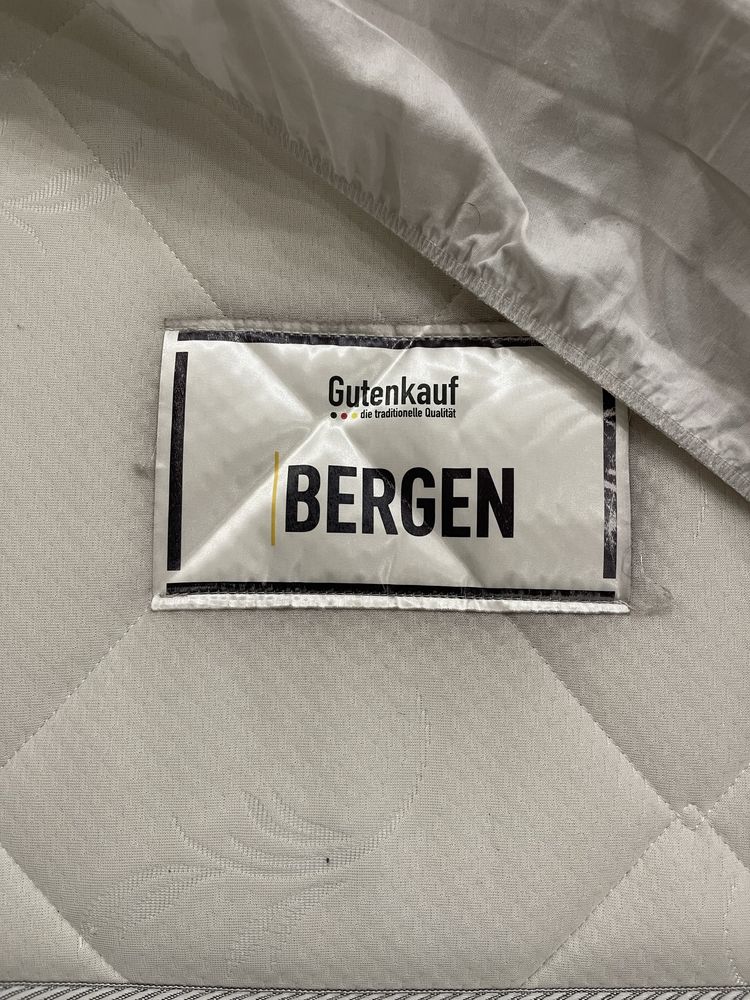 Gutenkauf
die traditionelle Qualität
BERGEN